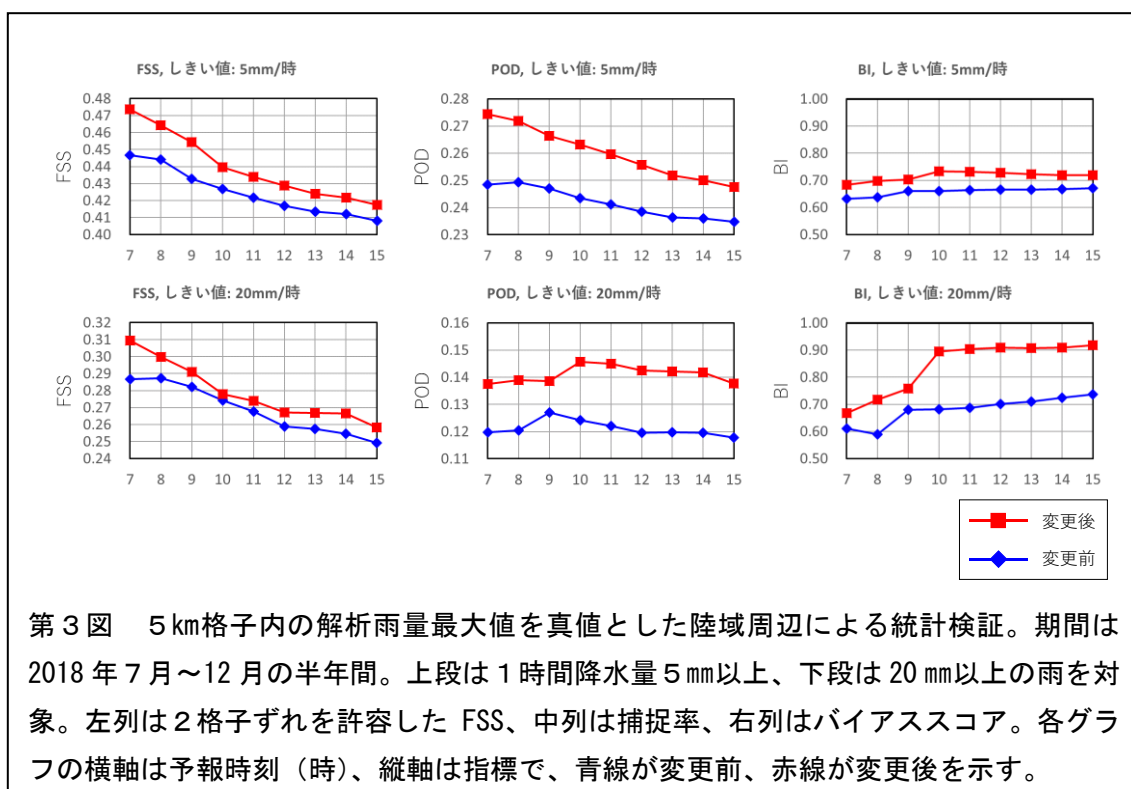 FSS, しきい値: 5mm/時
0.48
0.47
0.46
0.45
0.44
0.43
0.42
0.41
0.40
FSS
7 8 9 10 11 12 13 14 15
POD, しきい値: 5mm/時
0.28
0.27
0.26
0.25
0.24
0.23
POD
7 8 9 10 11 12 13 14 15
BI, しきい値: 5mm/時
1.00
0.90
0.80
0.70
0.60
0.50
BI
7 8 9 10 11 12 13 14 15
FSS, しきい値: 20mm/時
0.32
0.31
0.30
0.29
0.28
0.27
0.26
0.25
0.24
FSS
7 8 9 10 11 12 13 14 15
POD, しきい値: 20mm/時
0.16
0.15
0.14
0.13
0.12
0.11
POD
7 8 9 10 11 12 13 14 15
BI, しきい値: 20mm/時
1.00
0.90
0.80
0.70
0.60
0.50
BI
7 8 9 10 11 12 13 14 15
変更後
変更前
第3図 5㎞格子内の解析雨量最大値を真値とした陸域周辺による統計検証。期間は
2018年7月～12月の半年間。上段は1時間降水量5㎜以上、下段は20㎜以上の雨を対
象。左列は2格子ずれを許容した FSS、中列は捕捉率、右列はバイアススコア。各グラ
フの横軸は予報時刻（時）、縦軸は指標で、青線が変更前、赤線が変更後を示す。